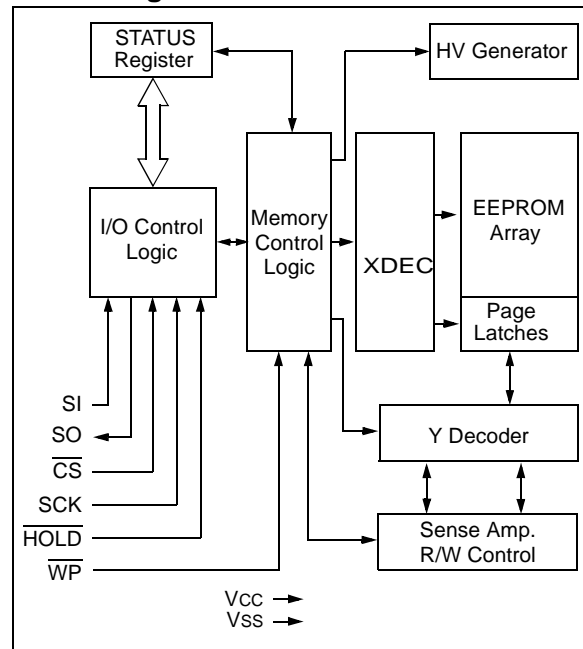 STATUS
Register
HV Generator
I/O Control
Logic
Memory
Control
Logic
XDEC
EEPROM
Array
Page
Latches
SI
SO
CS
SCK
HOLD
WP
Y Decoder
Sense Amp.
R/W Control
VCC
VSS